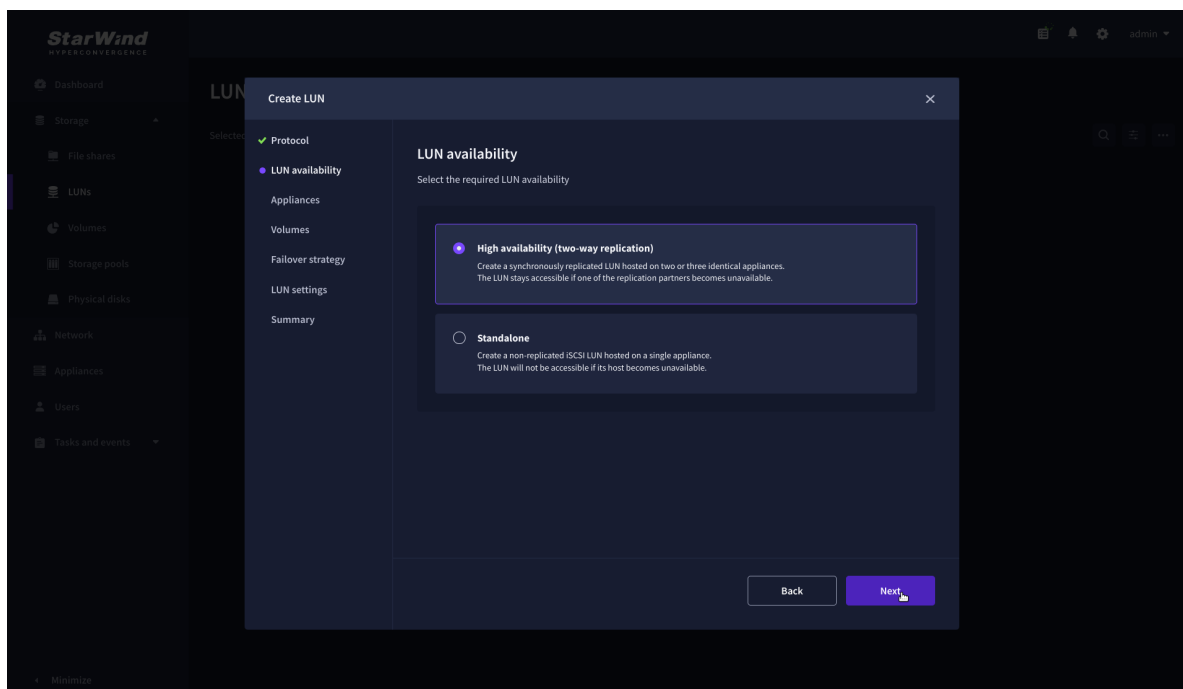 StarWind
HYPERCONVERGENCE
admin
Dashboard
Storage
File shares
LUNs
Volumes
Storage pools
Physical disks
Network
Appliances
Users
Tasks and events
Minimize
LUN
Selected
Create LUN
Protocol
LUN availability
Appliances
Volumes
Failover strategy
LUN settings
Summary
LUN availability
Select the required LUN availability
High availability (two-way replication)
Create a synchronously replicated LUN hosted on two or three identical appliances.
The LUN stays accessible if one of the replication partners becomes unavailable.
Standalone
Create a non-replicated iSCSI LUN hosted on a single appliance.
The LUN will not be accessible if its host becomes unavailable.
Back
Next